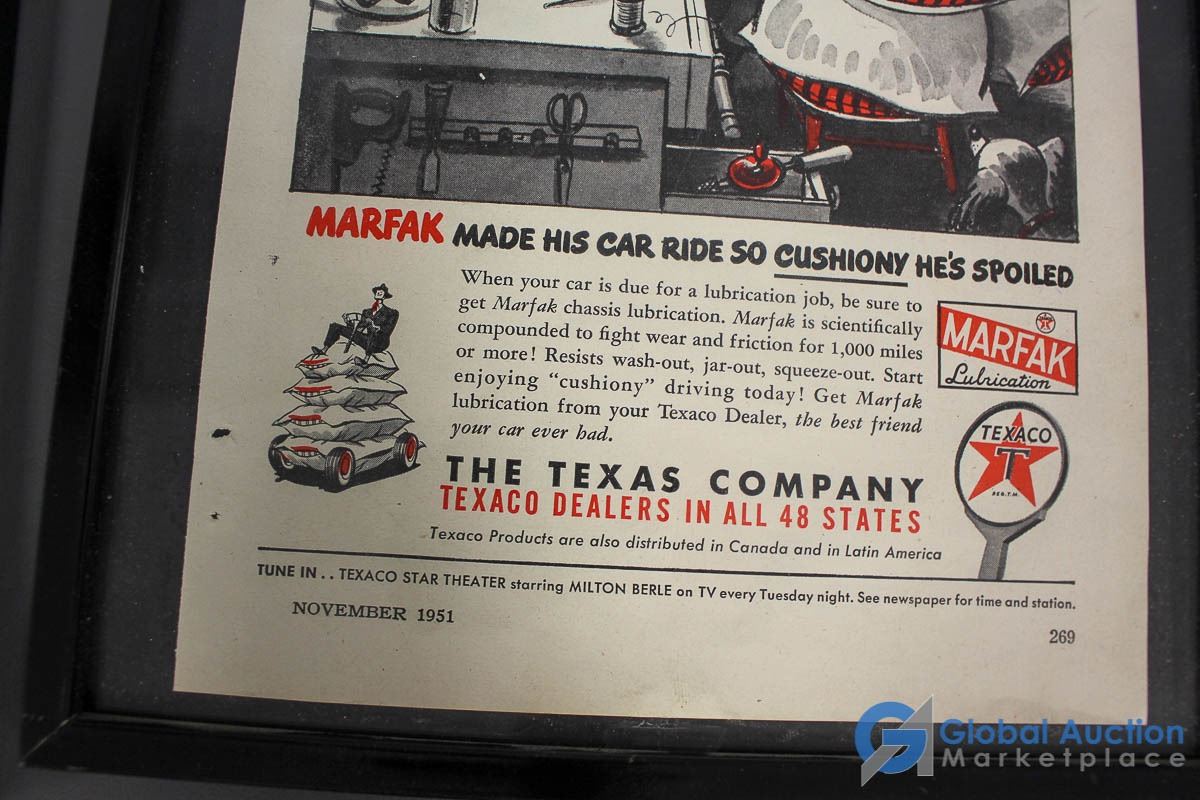 MARFAK MADE HIS CAR RIDE SO CUSHIONY HE'S SPOILED
When your car is due for a lubrication job, be sure to
get Marfak chassis lubrication. Marfak is scientifically
compounded to fight wear and friction for 1,000 miles
or more! Resists wash-out, jar-out, squeeze-out. Start
enjoying "cushiony" driving today! Get Marfak
lubrication from your Texaco Dealer, the best friend
your car ever had.
MARFAK
Lubrication
TEXACO
T
REG. T.M.
THE TEXAS COMPANY
TEXACO DEALERS IN ALL 48 STATES
Texaco Products are also distributed in Canada and in Latin America
TUNE IN . . TEXACO STAR THEATER starring MILTON BERLE on TV every Tuesday night. See newspaper for time and station.
NOVEMBER 1951
269
Global Auction
Marketplace